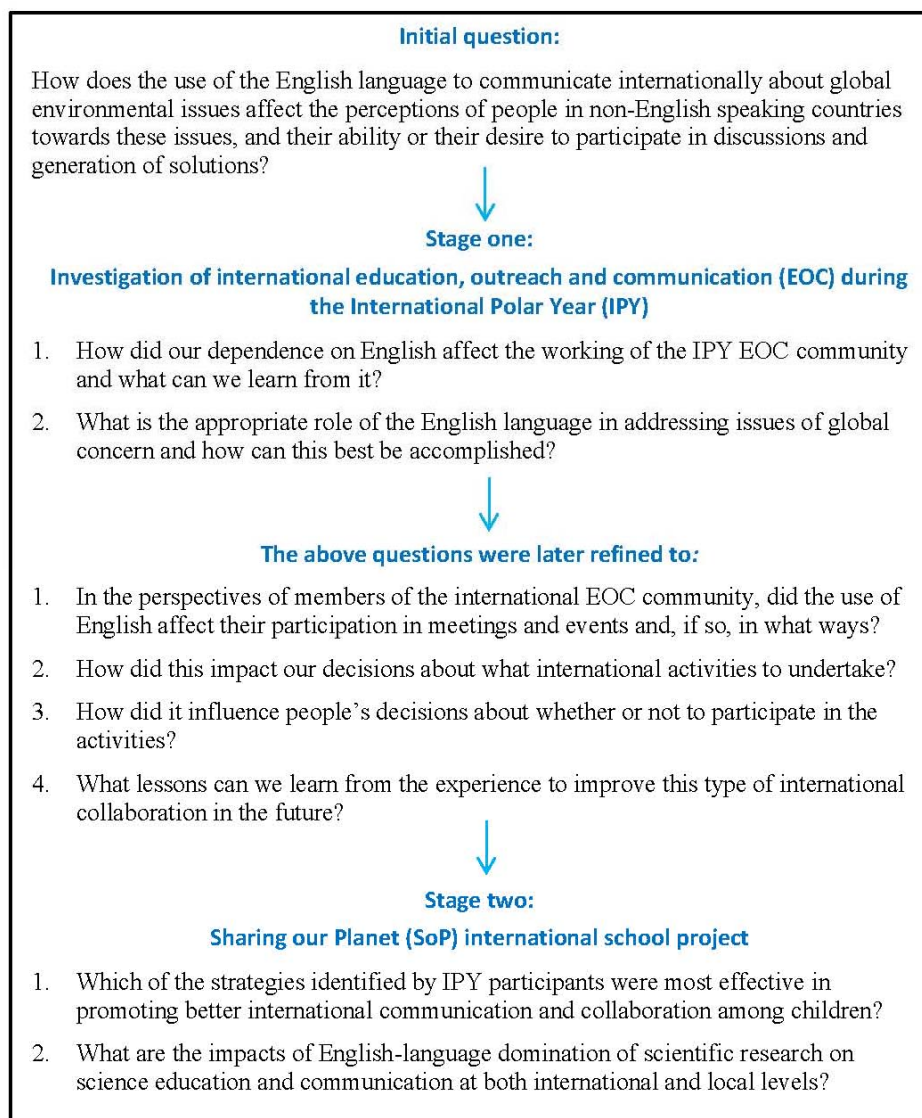 Initial question:
How does the use of the English language to communicate internationally about global
environmental issues affect the perceptions of people in non-English speaking countries
towards these issues, and their ability or their desire to participate in discussions and
generation of solutions?
Stage one:
Investigation of international education, outreach and communication (EOC) during
the International Polar Year (IPY)
1. How did our dependence on English affect the working of the IPY EOC community
and what can we learn from it?
2. What is the appropriate role of the English language in addressing issues of global
concern and how can this best be accomplished?
The above questions were later refined to:
1. In the perspectives of members of the international EOC community, did the use of
English affect their participation in meetings and events and, if so, in what ways?
2. How did this impact our decisions about what international activities to undertake?
3. How did it influence people’s decisions about whether or not to participate in the
activities?
4. What lessons can we learn from the experience to improve this type of international
collaboration in the future?
Stage two:
Sharing our Planet (SoP) international school project
1. Which of the strategies identified by IPY participants were most effective in
promoting better international communication and collaboration among children?
2. What are the impacts of English-language domination of scientific research on
science education and communication at both international and local levels?